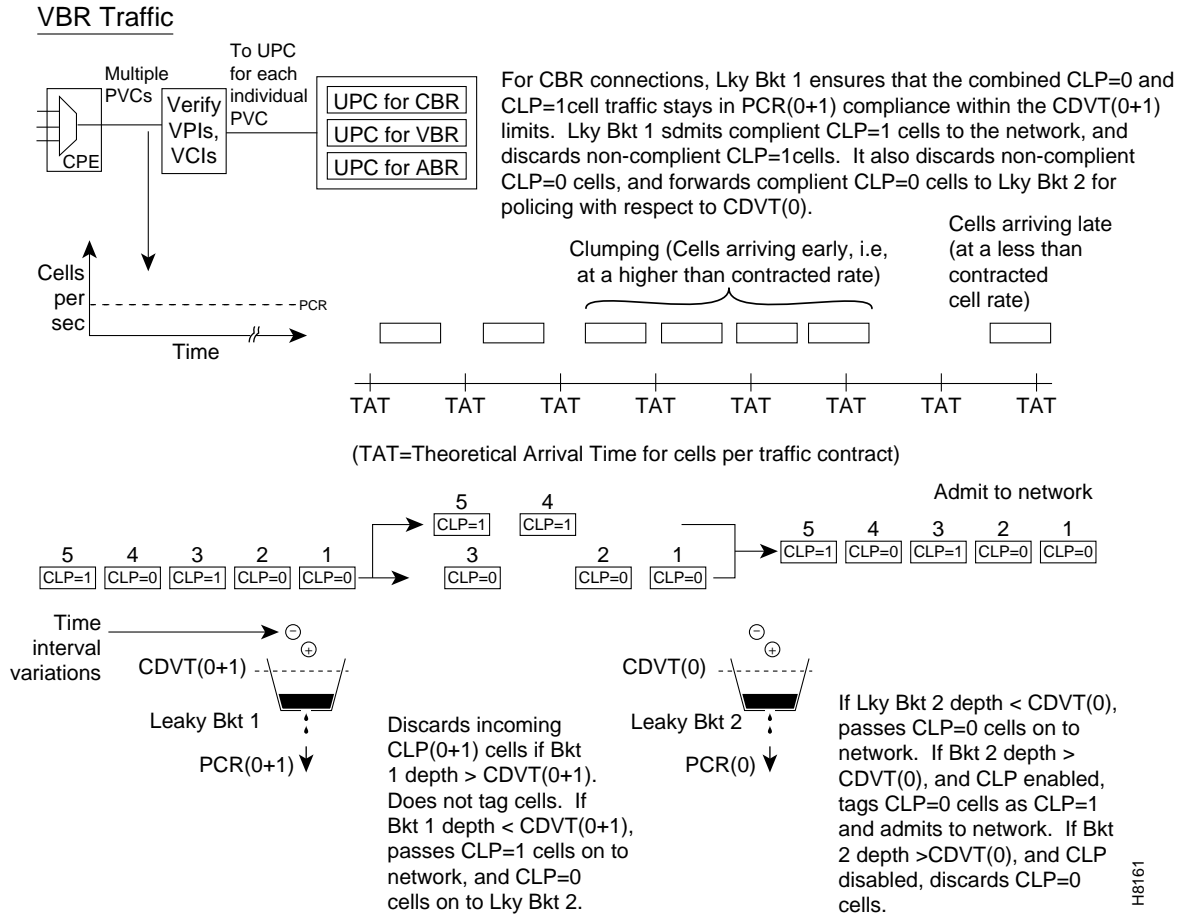 VBR Traffic
Multiple
PVCs
To UPC
for each
individual
PVC
CPE
Verify
VPIs,
VCIs
UPC for CBR
UPC for VBR
UPC for ABR
For CBR connections, Lky Bkt 1 ensures that the combined CLP=0 and
CLP=1cell traffic stays in PCR(0+1) compliance within the CDVT(0+1)
limits. Lky Bkt 1 sdmits complient CLP=1 cells to the network, and
discards non-complient CLP=1cells. It also discards non-complient
CLP=0 cells, and forwards complient CLP=0 cells to Lky Bkt 2 for
policing with respect to CDVT(0).
Cells
per
sec
PCR
Time
Clumping (Cells arriving early, i.e,
at a higher than contracted rate)
Cells arriving late
(at a less than
contracted
cell rate)
TAT TAT TAT TAT TAT TAT TAT TAT
(TAT=Theoretical Arrival Time for cells per traffic contract)
5 4 3 2 1
CLP=1 CLP=0 CLP=1 CLP=0 CLP=0
5 4
CLP=1 CLP=1
3 2 1
CLP=0 CLP=0 CLP=0
Admit to network
5 4 3 2 1
CLP=1 CLP=0 CLP=1 CLP=0 CLP=0
Time
interval
variations
−
+
CDVT(0+1)
Leaky Bkt 1
PCR(0+1)
Discards incoming
CLP(0+1) cells if Bkt
1 depth > CDVT(0+1).
Does not tag cells. If
Bkt 1 depth < CDVT(0+1),
passes CLP=1 cells on to
network, and CLP=0
cells on to Lky Bkt 2.
−
+
CDVT(0)
Leaky Bkt 2
PCR(0)
If Lky Bkt 2 depth < CDVT(0),
passes CLP=0 cells on to
network. If Bkt 2 depth >
CDVT(0), and CLP enabled,
tags CLP=0 cells as CLP=1
and admits to network. If Bkt
2 depth >CDVT(0), and CLP
disabled, discards CLP=0
cells.
H8161